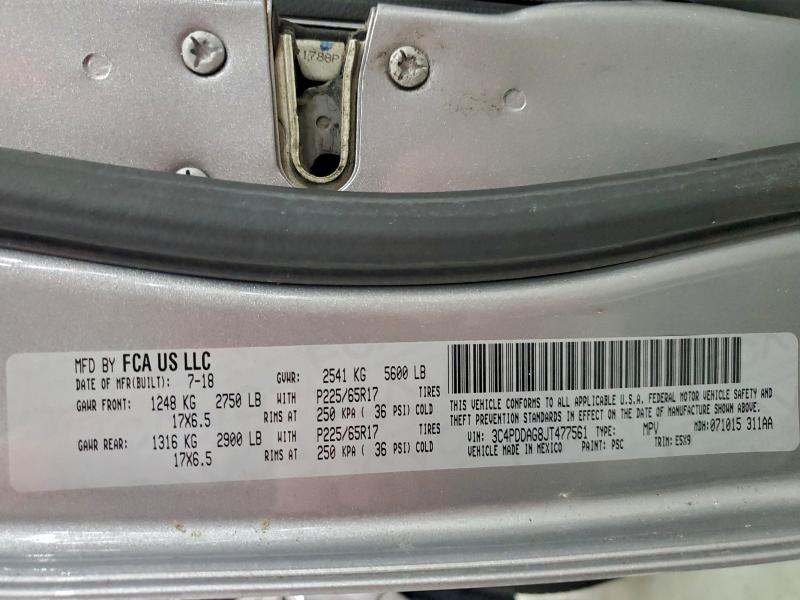 1788P
MFD BY FCA US LLC
DATE OF MFR(BUILT): 7-18 GVWR: 2541 KG 5600 LB
GAWR FRONT: 1248 KG 2750 LB WITH P225/65R17 TIRES
17X6.5 RIMS AT 250 KPA ( 36 PSI) COLD
GAWR REAR: 1316 KG 2900 LB WITH P225/65R17 TIRES
17X6.5 RIMS AT 250 KPA ( 36 PSI) COLD
THIS VEHICLE CONFORMS TO ALL APPLICABLE U.S.A. FEDERAL MOTOR VEHICLE SAFETY AND
THEFT PREVENTION STANDARDS IN EFFECT ON THE DATE OF MANUFACTURE SHOWN ABOVE.
VIN: 3C4PDDAG8JT477561 TYPE: MPV MDH: 071015 311AA
VEHICLE MADE IN MEXICO PAINT: PSC TRIM: E5X9